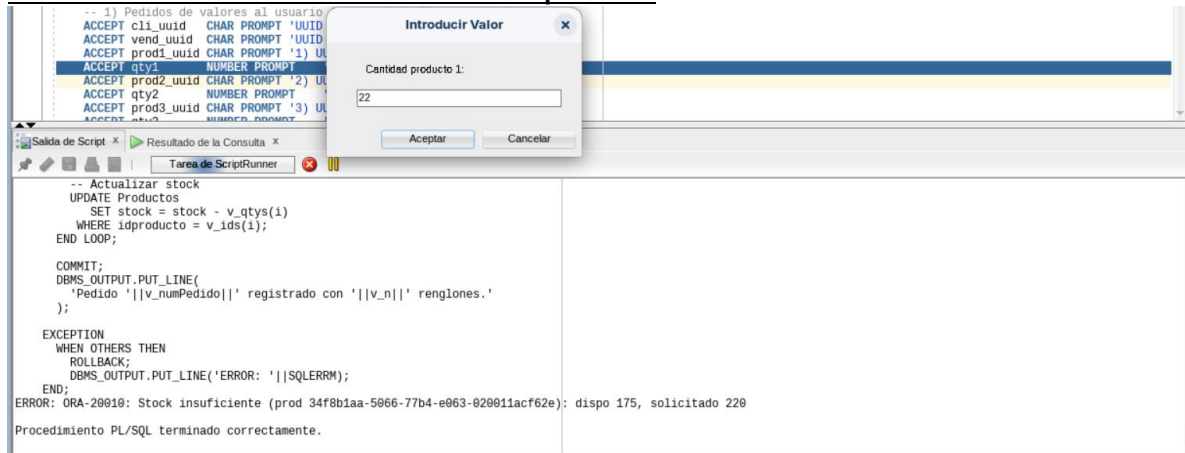 -- 1) Pedidos de valores al usuario
ACCEPT cli_uuid CHAR PROMPT 'UUID
ACCEPT vend_uuid CHAR PROMPT 'UUID
ACCEPT prod1_uuid CHAR PROMPT '1) UU
ACCEPT qty1 NUMBER PROMPT
ACCEPT prod2_uuid CHAR PROMPT '2) UU
ACCEPT qty2 NUMBER PROMPT '
ACCEPT prod3_uuid CHAR PROMPT '3) UU
Introducir Valor x
Cantidad producto 1:
22
Aceptar Cancelar
Salida de Script x Resultado de la Consulta x
Tarea de ScriptRunner
-- Actualizar stock
UPDATE Productos
SET stock = stock - v_qtys(i)
WHERE idproducto = v_ids(i);
END LOOP;
COMMIT;
DBMS_OUTPUT.PUT_LINE(
'Pedido '||v_numPedido||' registrado con '||v_n||' renglones.'
);
EXCEPTION
WHEN OTHERS THEN
ROLLBACK;
DBMS_OUTPUT.PUT_LINE('ERROR: '||SQLERRM);
END;
ERROR: ORA-20010: Stock insuficiente (prod 34f8b1aa-5066-77b4-e063-020011acf62e): dispo 175, solicitado 220
Procedimiento PL/SQL terminado correctamente.